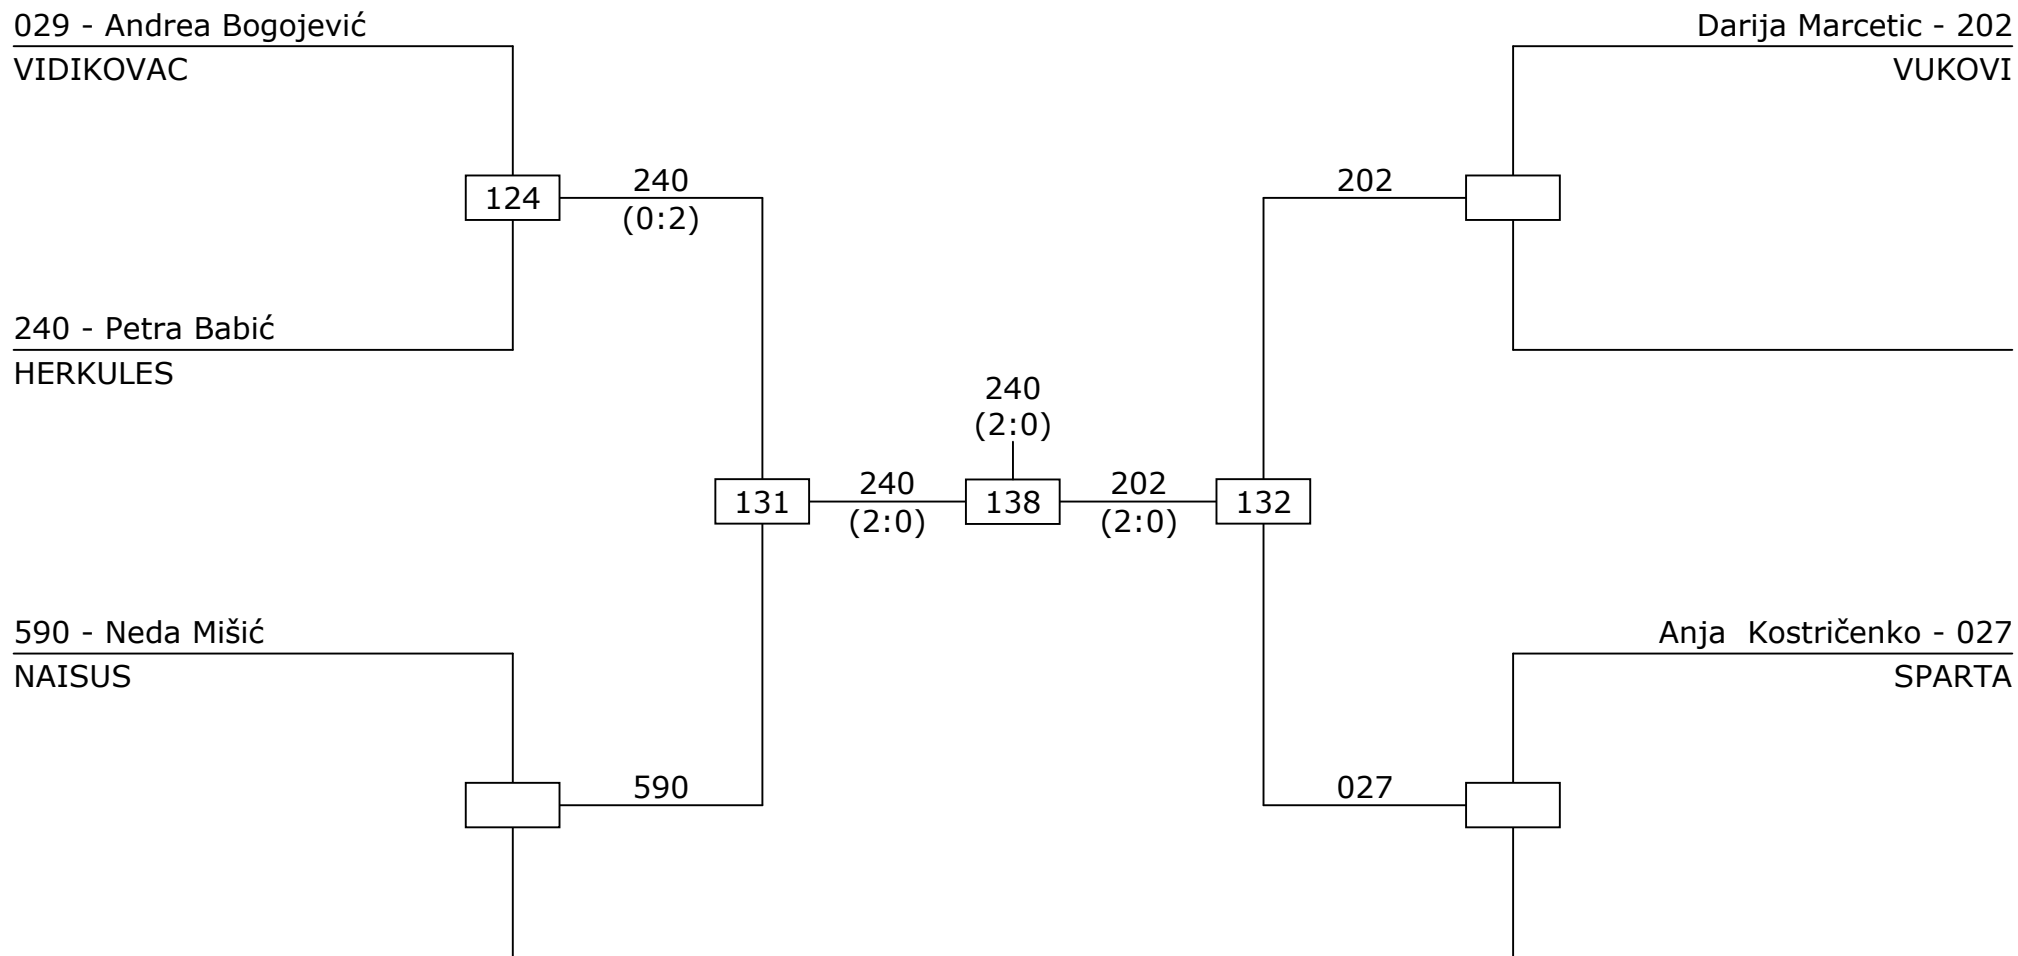 029 - Andrea Bogojević
VIDIKOVAC
Darija Marcetic - 202
VUKOVI
124
240
(0:2)
202
240 - Petra Babić
HERKULES
240
(2:0)
131
240
(2:0)
138
202
(2:0)
132
590 - Neda Mišić
NAISUS
Anja  Kostričenko - 027
SPARTA
590
027